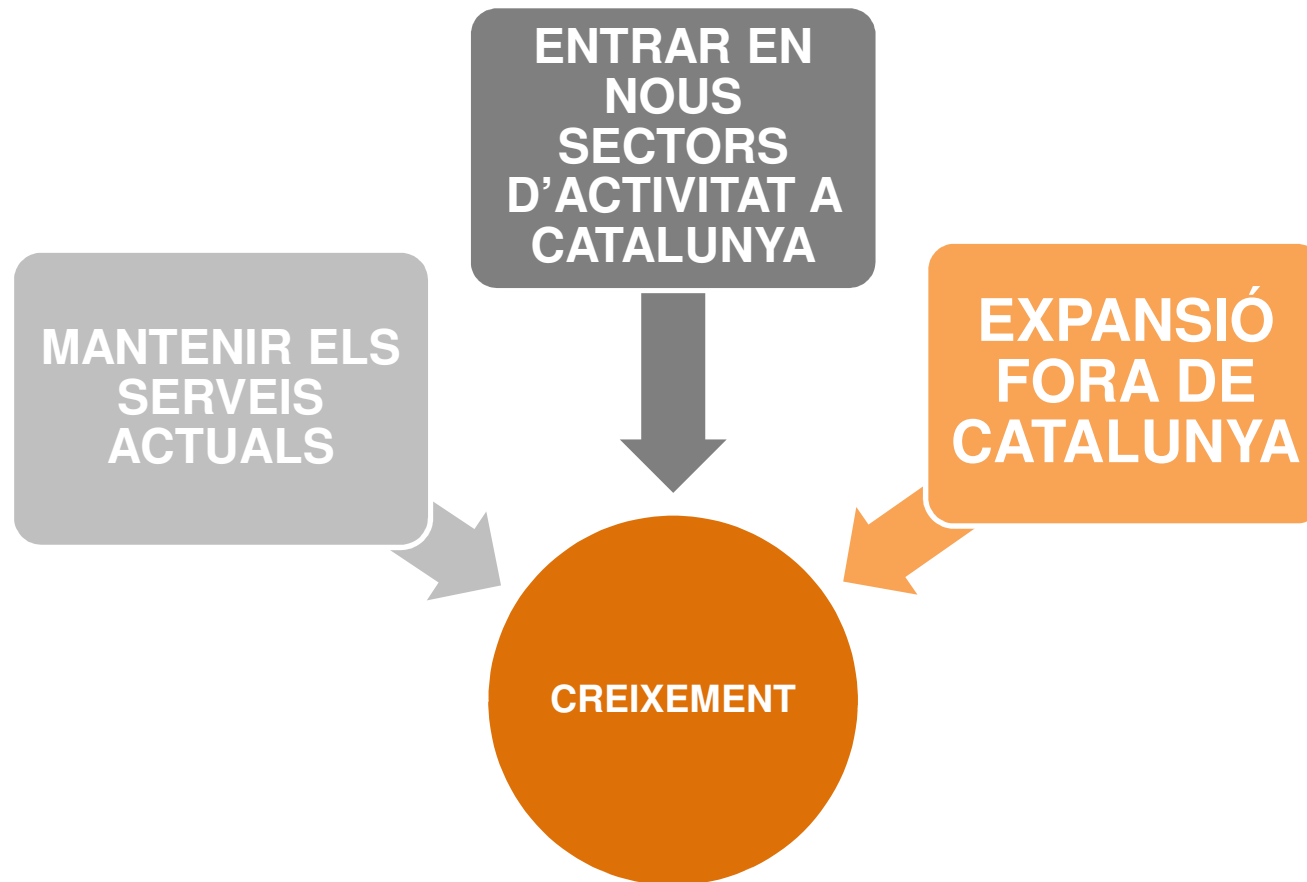 ENTRAR EN
NOUS
SECTORS
D’ACTIVITAT A
CATALUNYA
MANTENIR ELS
SERVEIS
ACTUALS
EXPANSIÓ
FORA DE
CATALUNYA
CREIXEMENT